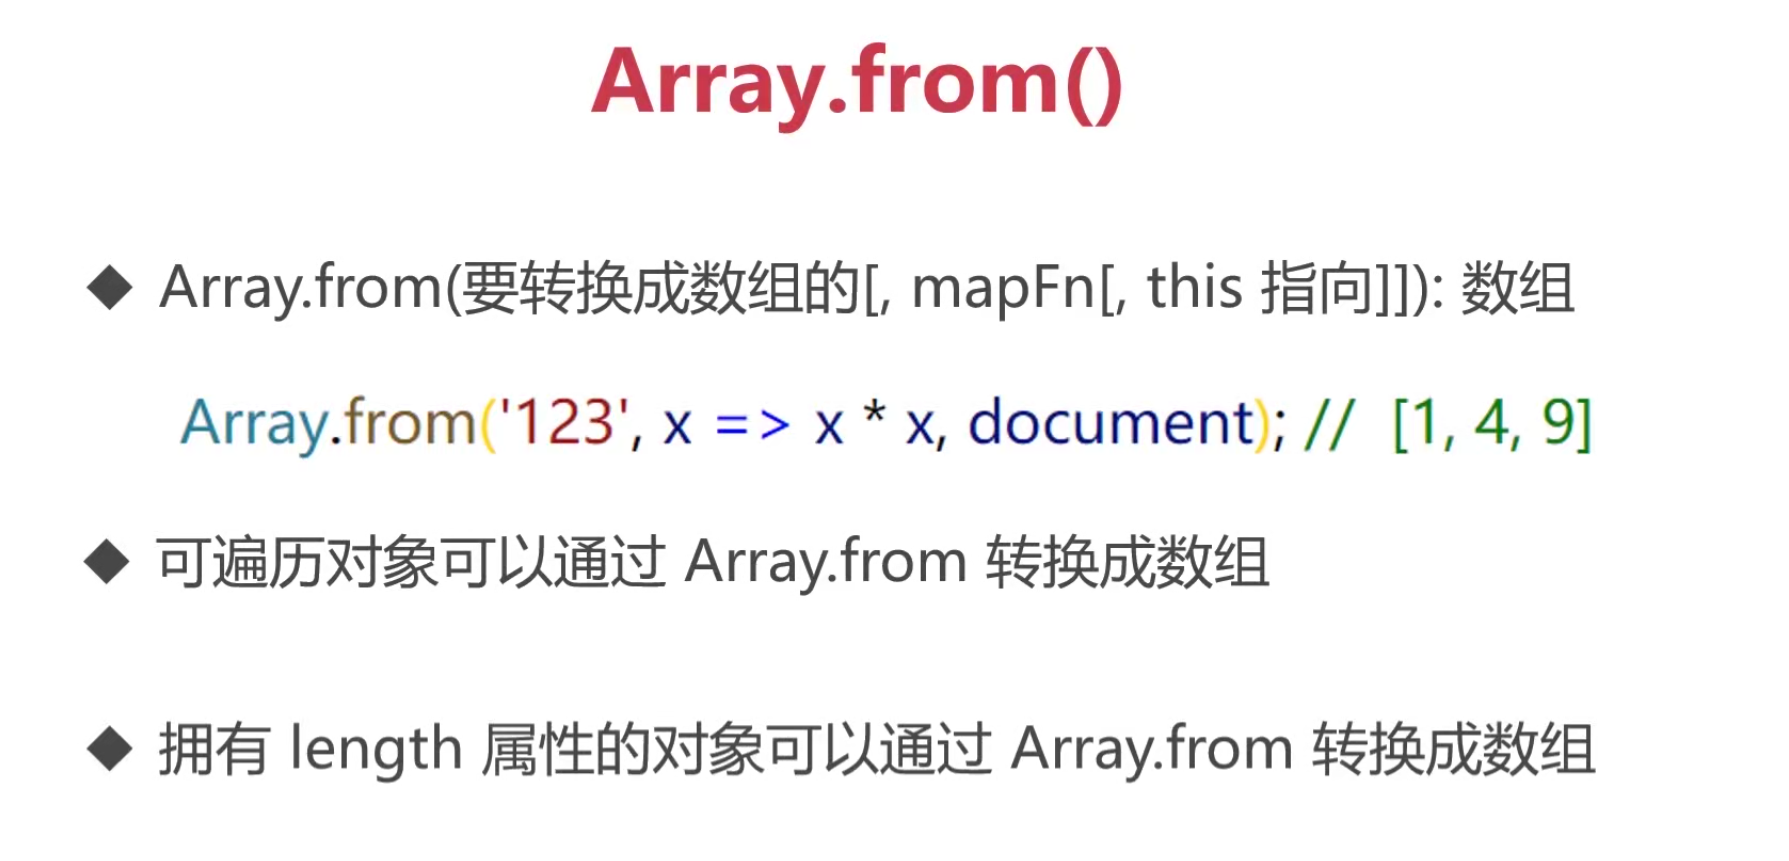 Array.from()
◆ Array.from(要转换成数组的[, mapFn[, this 指向]]): 数组
Array.from('123', x => x * x, document); // [1, 4, 9]
◆ 可遍历对象可以通过 Array.from 转换成数组
◆ 拥有 length 属性的对象可以通过 Array.from 转换成数组